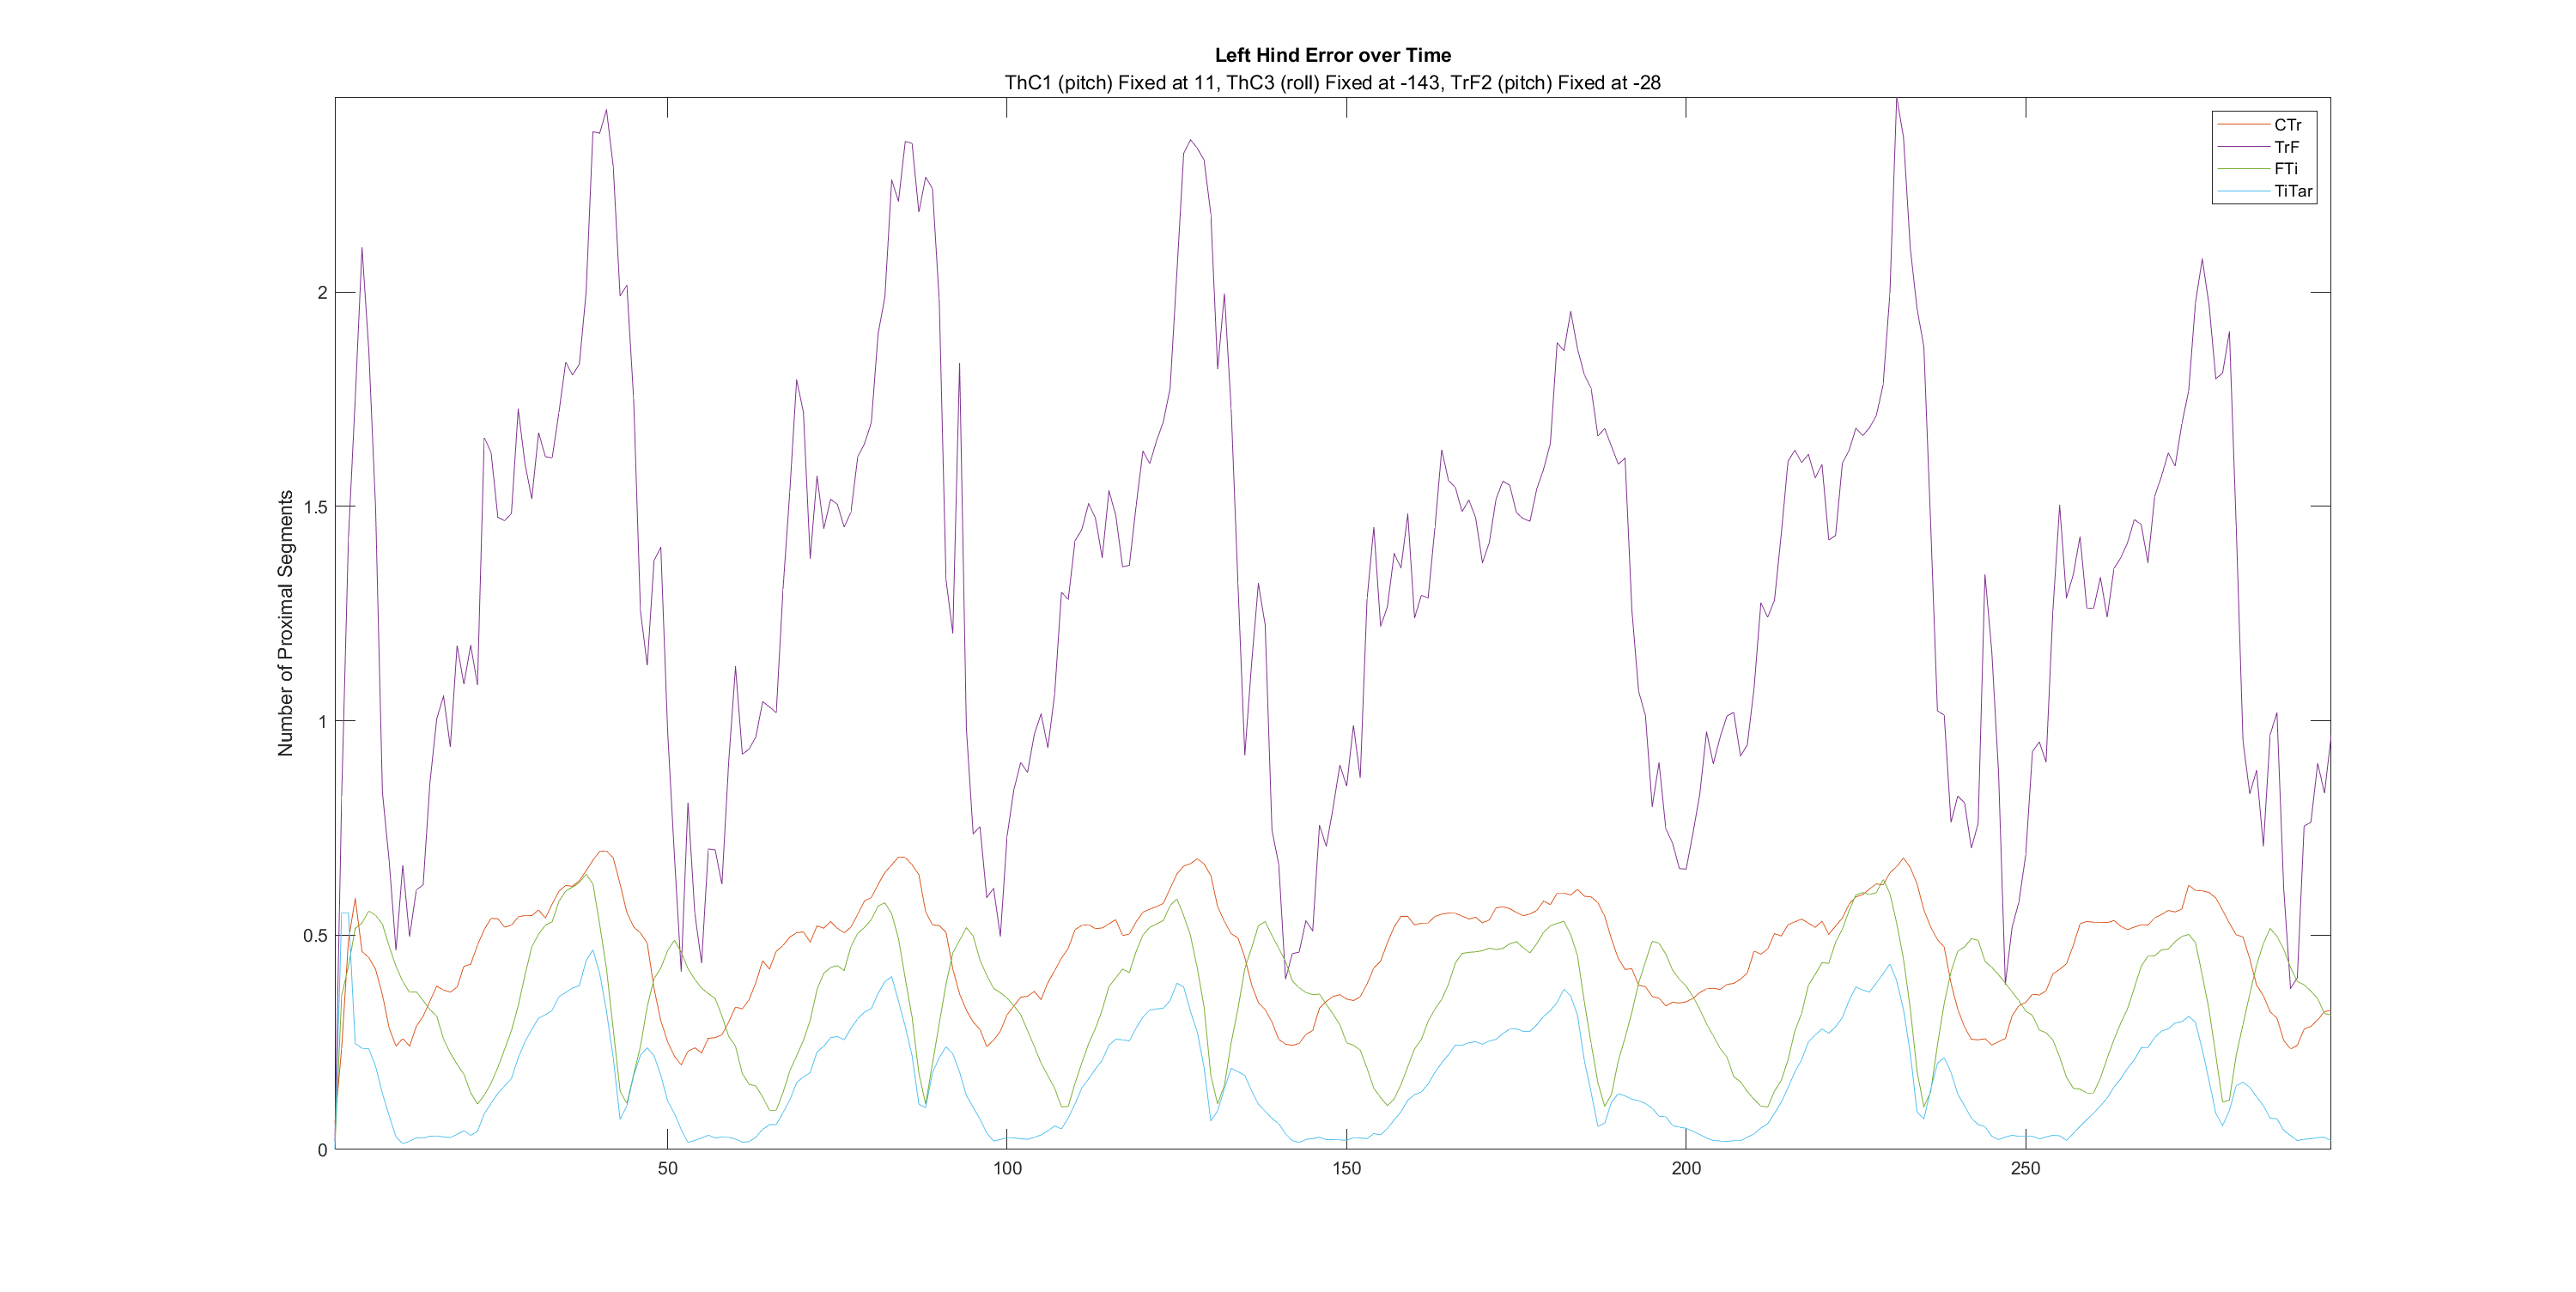 Left Hind Error over Time
ThC1 (pitch) Fixed at 11, ThC3 (roll) Fixed at -143, TrF2 (pitch) Fixed at -28
CTr
TrF
FTi
TiTar
Number of Proximal Segments
2
1.5
1
0.5
0
50
100
150
200
250